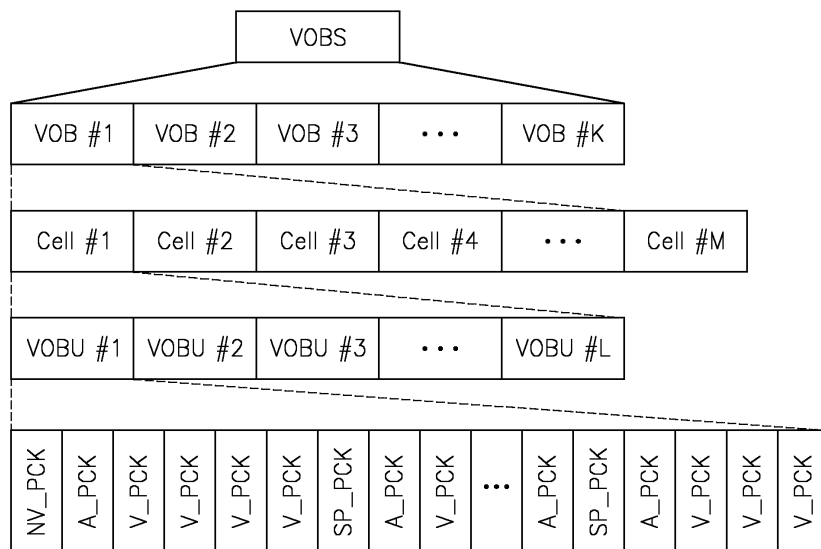 VOBS
VOB #1 VOB #2 VOB #3 ••• VOB #K
Cell #1 Cell #2 Cell #3 Cell #4 ••• Cell #M
VOBU #1 VOBU #2 VOBU #3 ••• VOBU #L
NV_PCK A_PCK V_PCK V_PCK V_PCK V_PCK SP_PCK A_PCK V_PCK ••• A_PCK SP_PCK A_PCK V_PCK V_PCK V_PCK